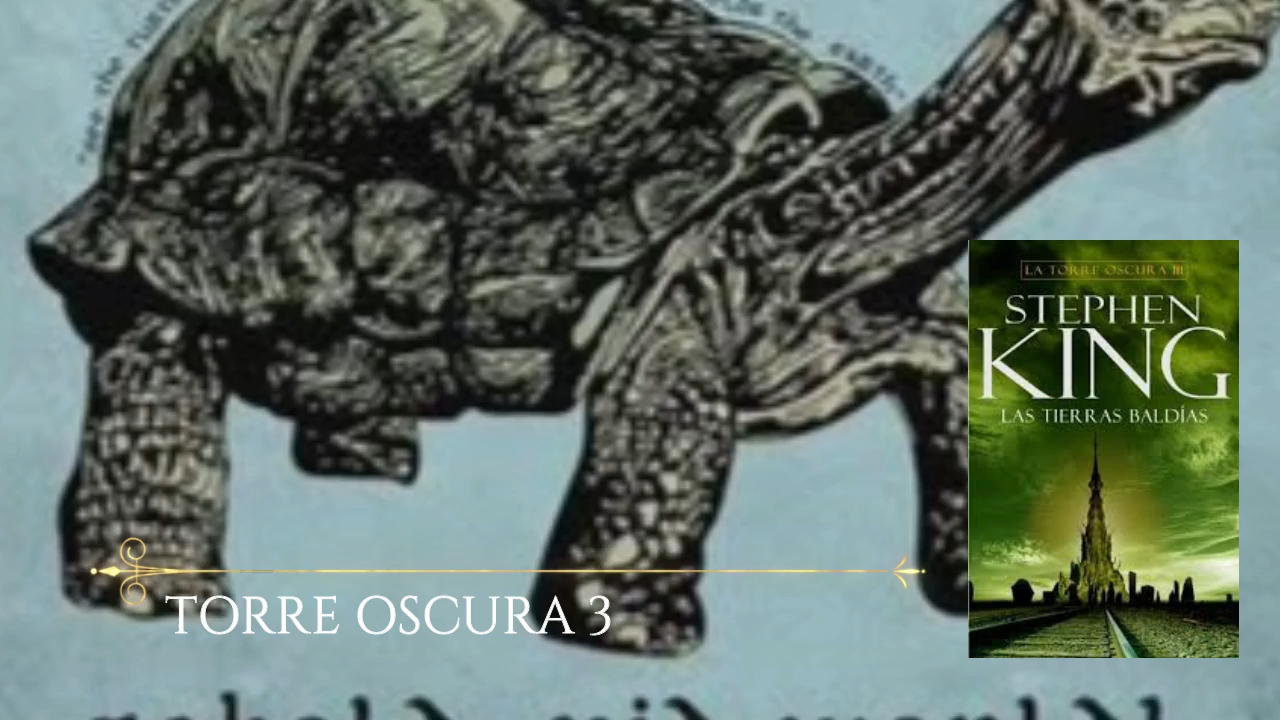 LA TORRE OSCURA III
STEPHEN
KING
LAS TIERRAS BALDÍAS
TORRE OSCURA 3